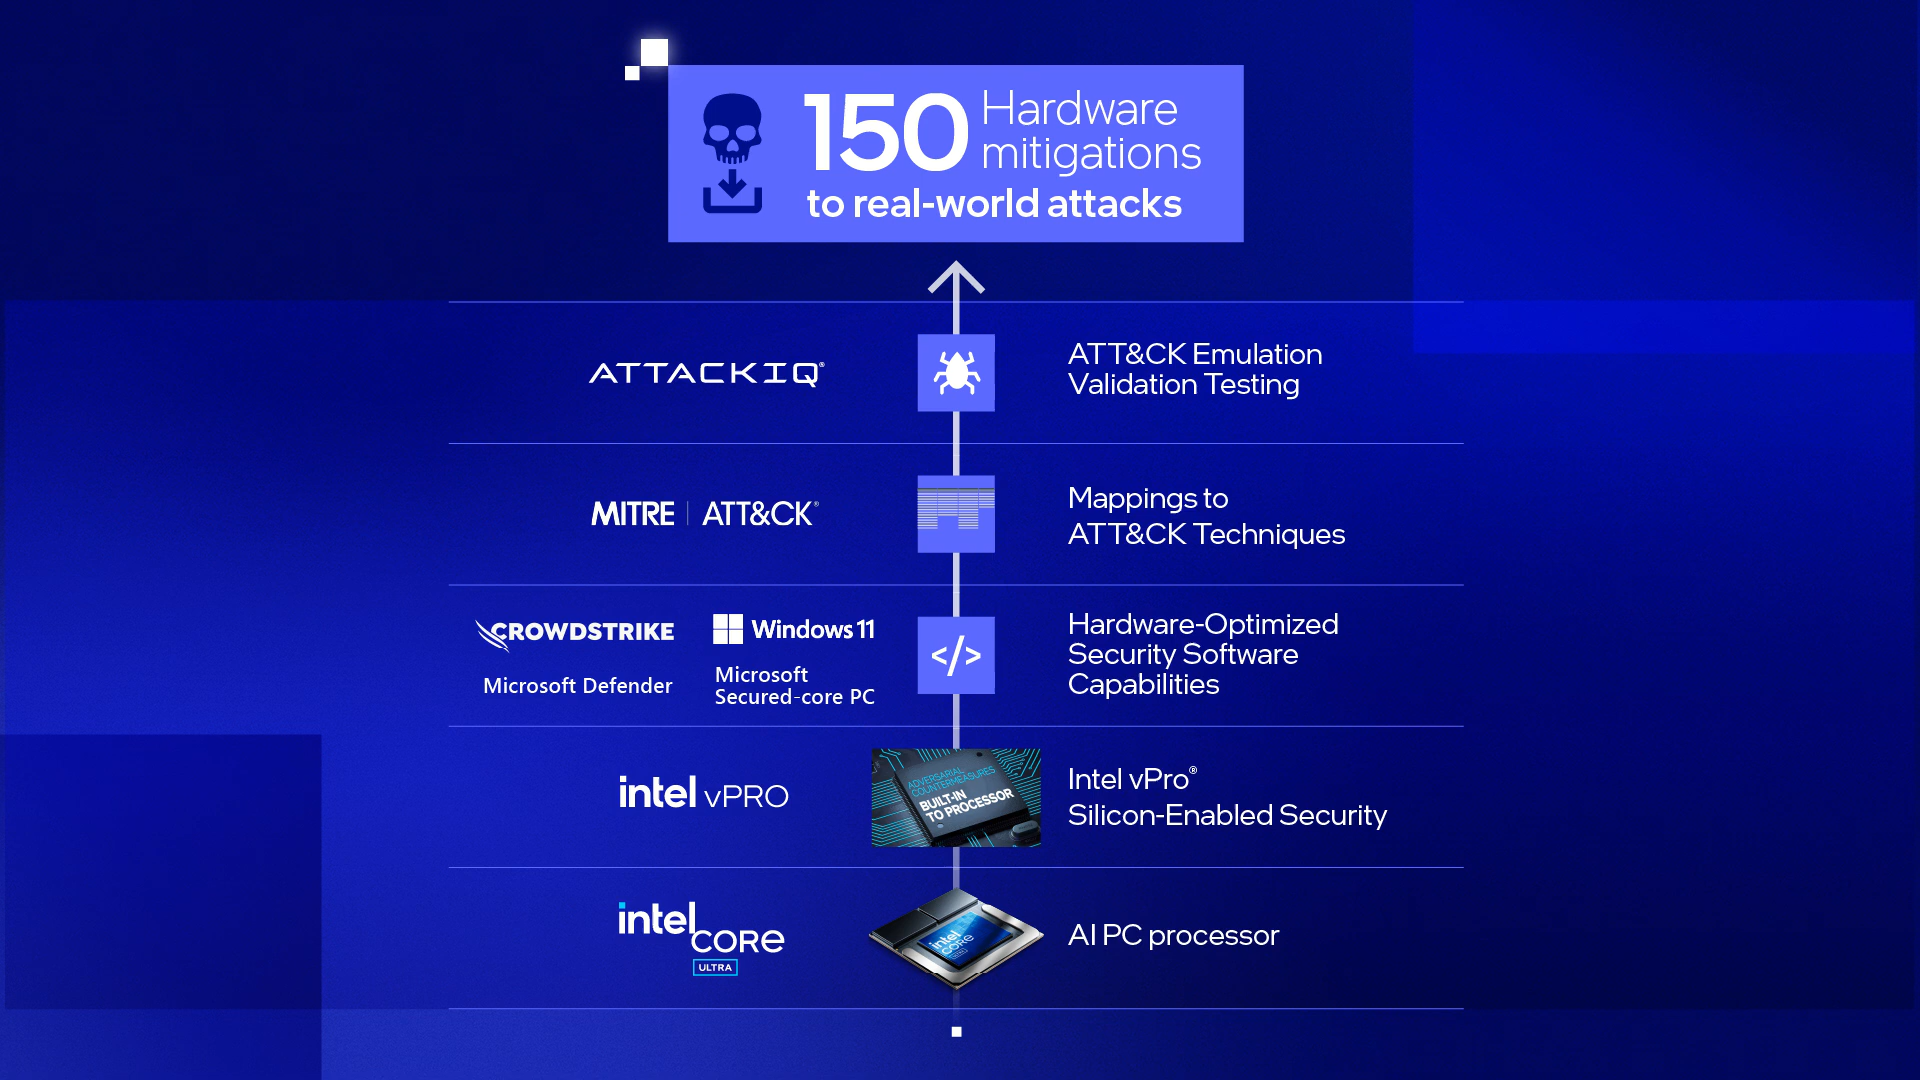 150 Hardware
mitigations
to real-world attacks
ATTACKIQ®
ATT&CK Emulation
Validation Testing
MITRE | ATT&CK®
Mappings to
ATT&CK Techniques
CROWDSTRIKE
Windows 11
Microsoft Defender
Microsoft
Secured-core PC
</>
Hardware-Optimized
Security Software
Capabilities
intel vPRO
ADVERSARIAL
COUNTERMEASURES
BUILT-IN
TO PROCESSOR
Intel vPro®
Silicon-Enabled Security
intel
CORE
ULTRA
intel
CORE
ULTRA
AI PC processor